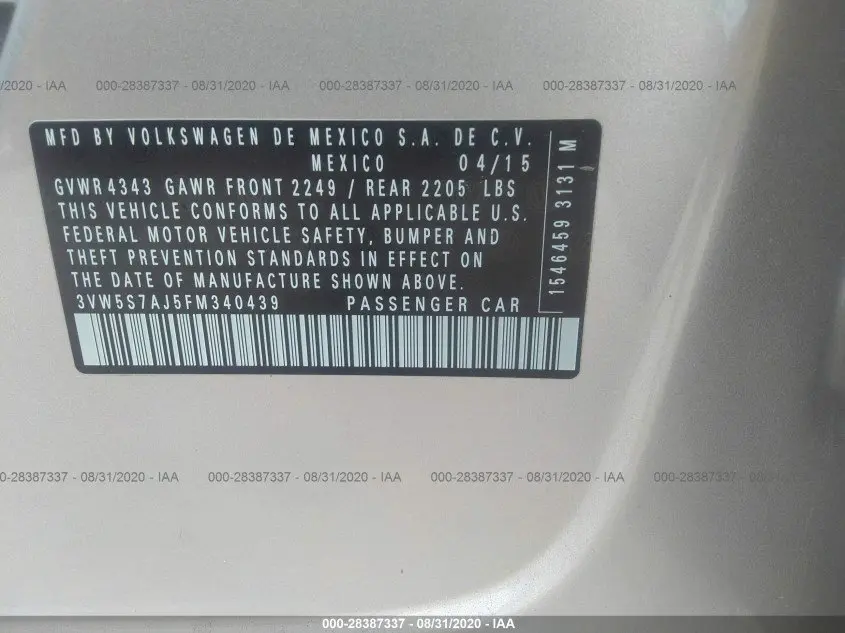 /2020 - IAA 000-28387337 - 08/31/2020 - IAA 000-28387337 - 08/31/2020 - IAA 000-28387337 - 08/31/2020 - IAA
MFD BY VOLKSWAGEN DE MEXICO S.A. DE C.V.
MEXICO 04/15
GVWR 4343 GAWR FRONT 2249 / REAR 2205 LBS
THIS VEHICLE CONFORMS TO ALL APPLICABLE U.S.
FEDERAL MOTOR VEHICLE SAFETY, BUMPER AND
THEFT PREVENTION STANDARDS IN EFFECT ON
THE DATE OF MANUFACTURE SHOWN ABOVE.
3VW5S7AJ5FM340439 PASSENGER CAR
1546459 3131 M
0-28387337 - 08/31/2020 - IAA 000-28387337 - 08/31/2020 - IAA 000-28387337 - 08/31/2020 - IAA 000-28387337 - 08/31/2020 - IAA
000-28387337 - 08/31/2020 - IAA